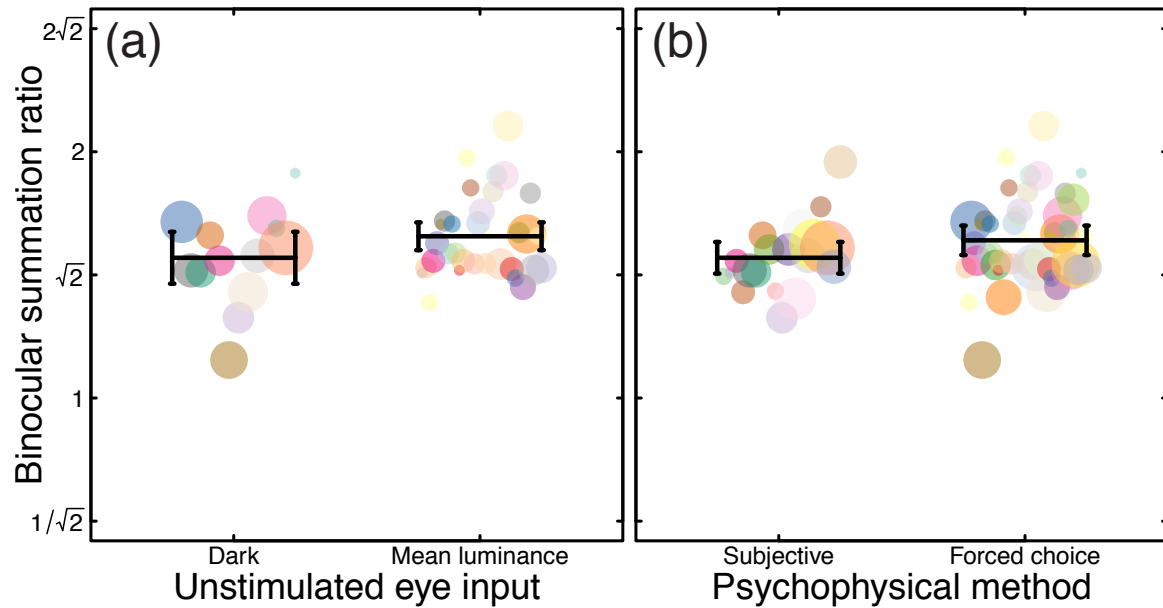 (a)
(b)
Binocular summation ratio
2√2
2
√2
1
1/√2
Dark
Mean luminance
Unstimulated eye input
Subjective
Forced choice
Psychophysical method